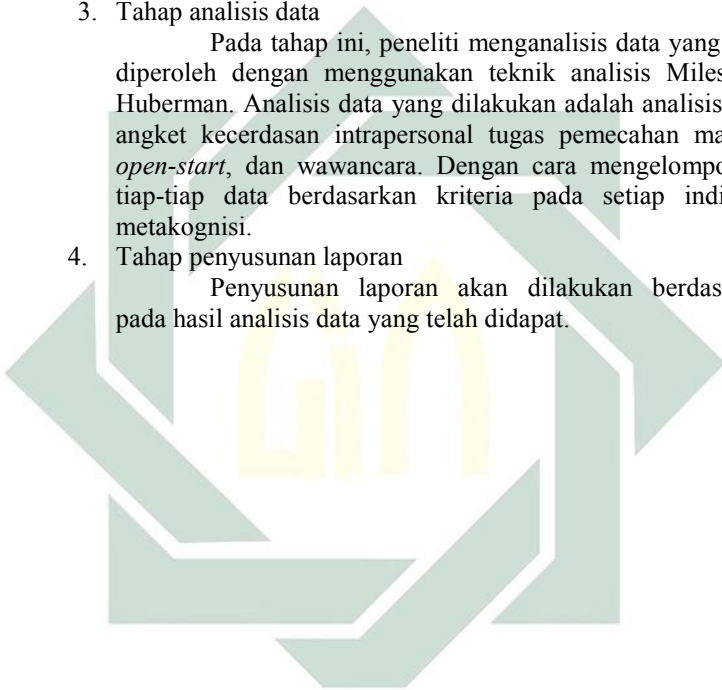 3. Tahap analisis data
Pada tahap ini, peneliti menganalisis data yang
diperoleh dengan menggunakan teknik analisis Miles
Huberman. Analisis data yang dilakukan adalah analisis
angket kecerdasan intrapersonal tugas pemecahan ma
open-start, dan wawancara. Dengan cara mengelompo
tiap-tiap data berdasarkan kriteria pada setiap indi
metakognisi.
4. Tahap penyusunan laporan
Penyusunan laporan akan dilakukan berdas
pada hasil analisis data yang telah didapat.